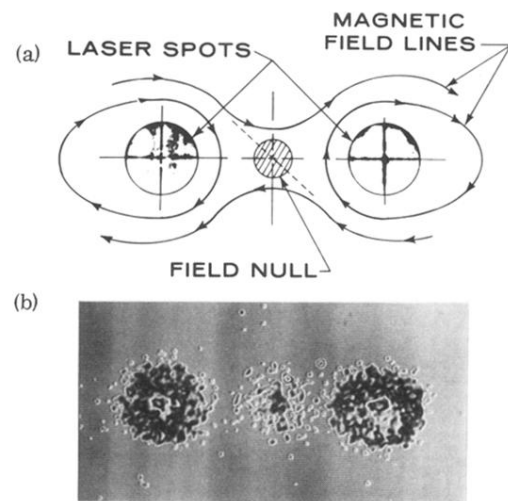 (a)
LASER SPOTS
MAGNETIC
FIELD LINES
FIELD NULL
(b)